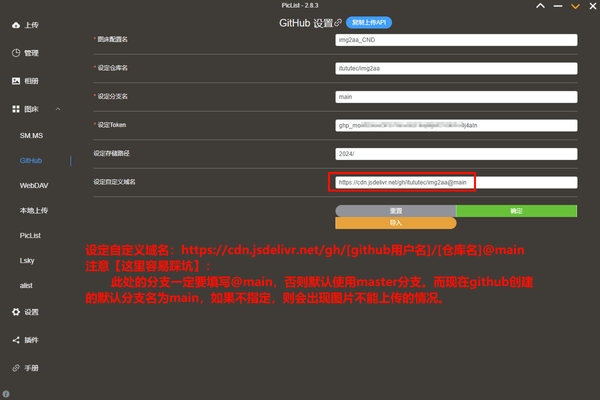 PicList - 2.8.3
GitHub 设置
复制上传API
上传
管理
相册
图床
SM.MS
GitHub
WebDAV
本地上传
PicList
Lsky
alist
设置
插件
手册
* 图床配置名
img2aa_CND
* 设定仓库名
itututec/img2aa
* 设定分支名
main
* 设定Token
设定存储路径
2024/
设定自定义域名
https://cdn.jsdelivr.net/gh/itututec/img2aa@main
重置
确定
导入
设定自定义域名：https://cdn.jsdelivr.net/gh/[github用户名]/[仓库名]@main
注意【这里容易踩坑】：
此处的分支一定要填写@main，否则默认使用master分支。而现在github创建
的默认分支名为main，如果不指定，则会出现图片不能上传的情况。